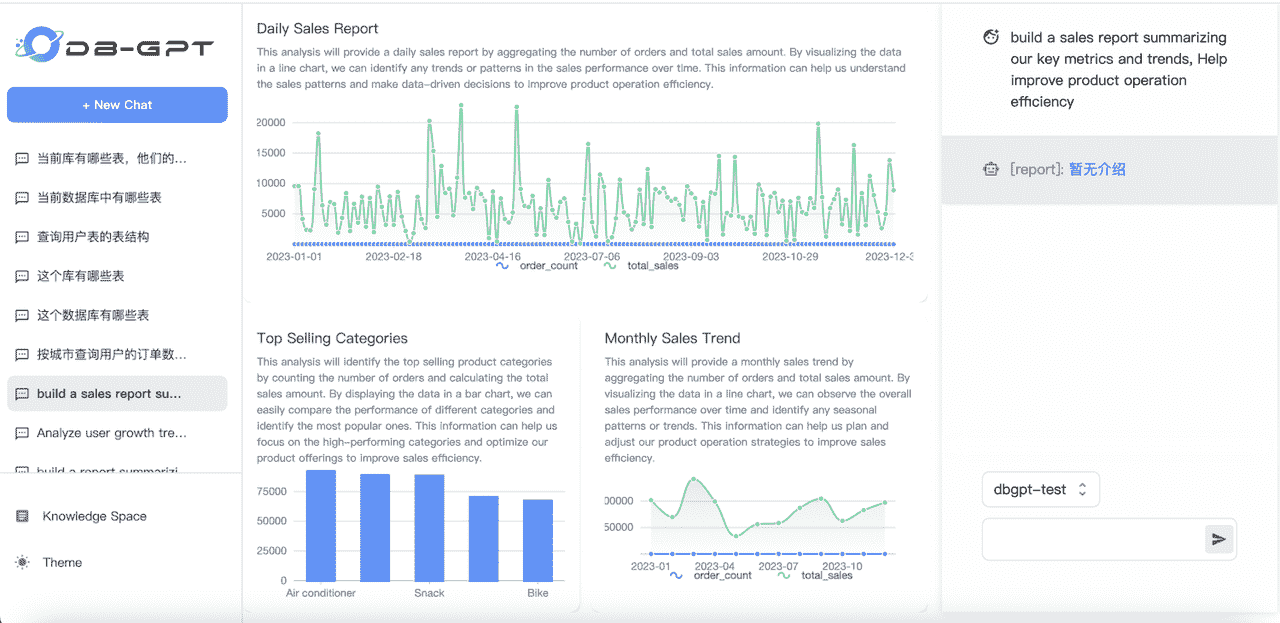 DB-GPT
+ New Chat
当前库有哪些表，他们的...
当前数据库中有哪些表
查询用户表的表结构
这个库有哪些表
这个数据库有哪些表
按城市查询用户的订单数...
build a sales report su...
Analyze user growth tre...
build a report summarizi...
Knowledge Space
Theme
Daily Sales Report
This analysis will provide a daily sales report by aggregating the number of orders and total sales amount. By visualizing the data
in a line chart, we can identify any trends or patterns in the sales performance over time. This information can help us understand
the sales patterns and make data-driven decisions to improve product operation efficiency.
20000
15000
10000
5000
2023-01-01 2023-02-18 2023-04-16 2023-07-06 2023-09-03 2023-10-29 2023-12-3
order_count total_sales
Top Selling Categories
This analysis will identify the top selling product categories
by counting the number of orders and calculating the total
sales amount. By displaying the data in a bar chart, we can
easily compare the performance of different categories and
identify the most popular ones. This information can help us
focus on the high-performing categories and optimize our
product offerings to improve sales efficiency.
75000
50000
25000
0
Air conditioner Snack Bike
Monthly Sales Trend
This analysis will provide a monthly sales trend by
aggregating the number of orders and total sales amount. By
visualizing the data in a line chart, we can observe the overall
sales performance over time and identify any seasonal
patterns or trends. This information can help us plan and
adjust our product operation strategies to improve sales
efficiency.
00000
50000
2023-01 2023-04 2023-07 2023-10
order_count total_sales
build a sales report summarizing
our key metrics and trends, Help
improve product operation
efficiency
[report]: 暂无介绍
dbgpt-test